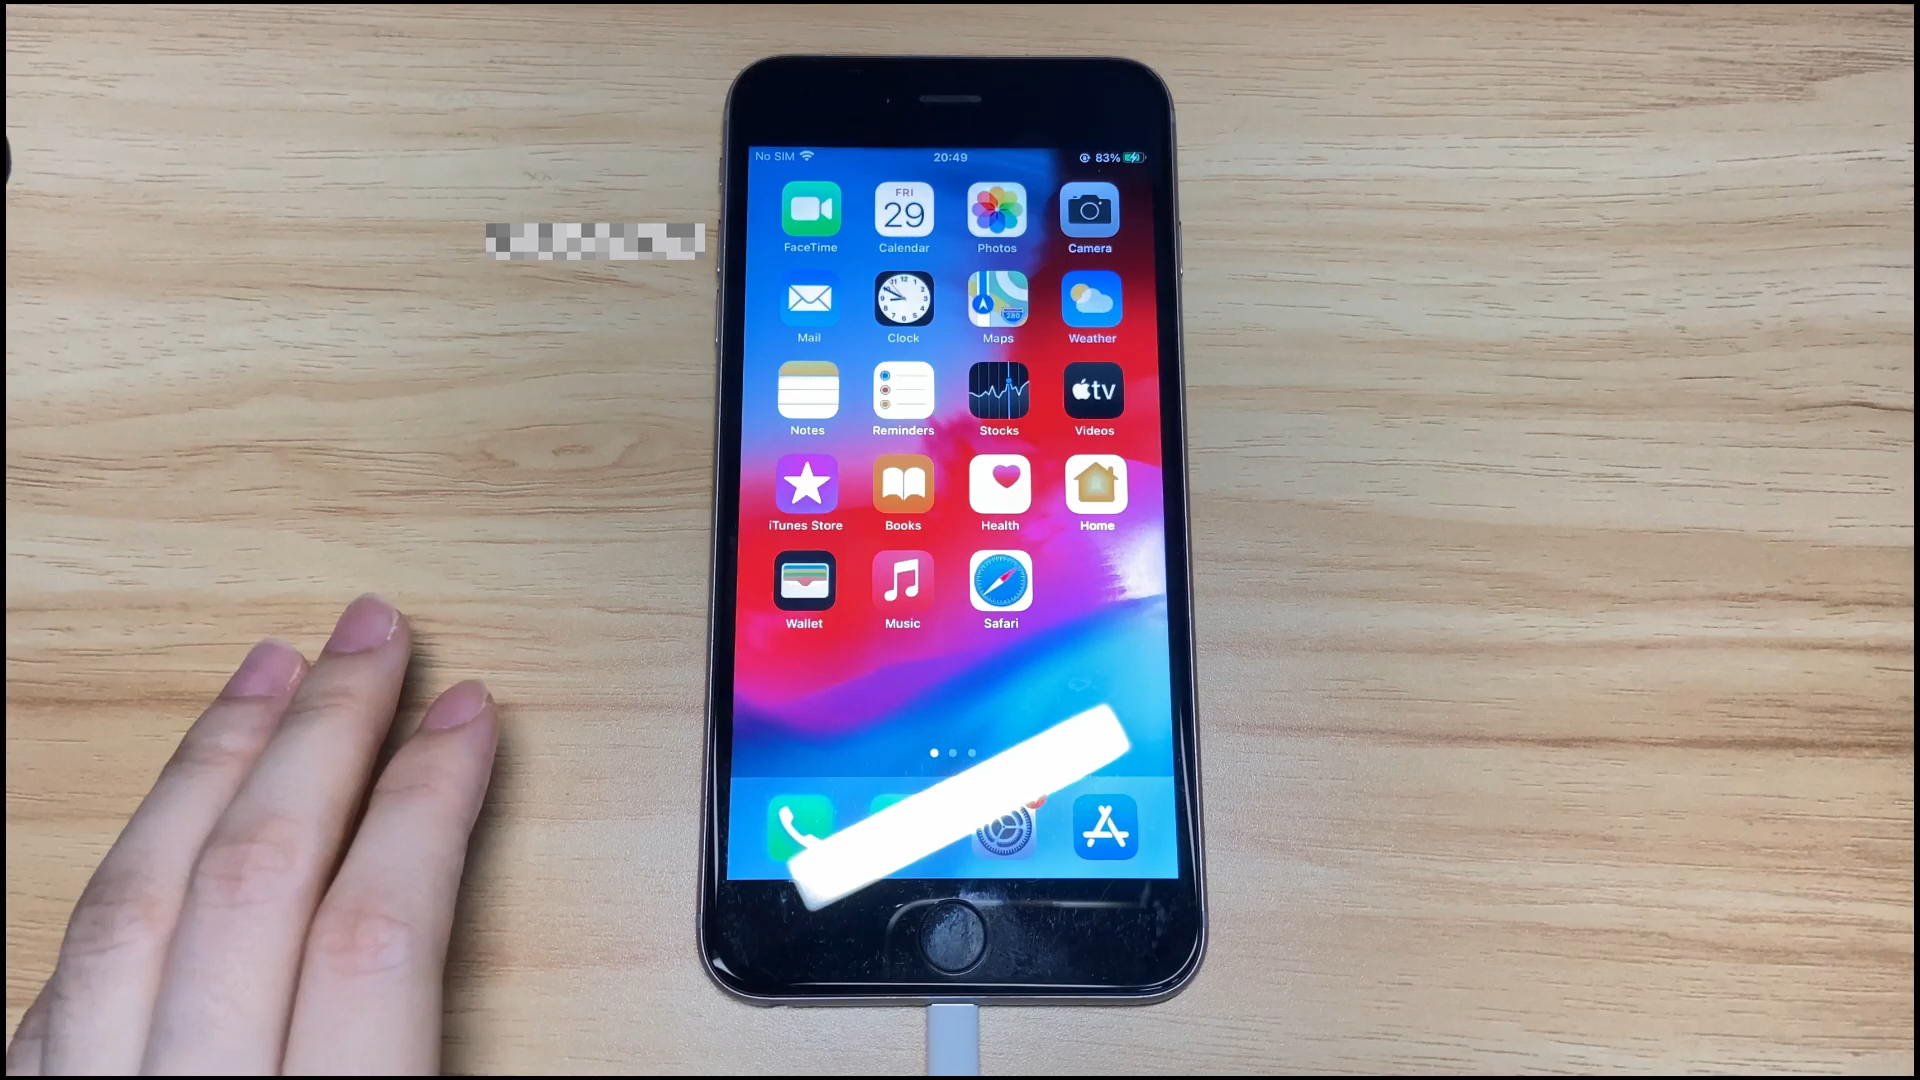 No SIM 20:49 83%
FRI
29
FaceTime Calendar Photos Camera
280
Mail Clock Maps Weather
tv
Notes Reminders Stocks Videos
iTunes Store Books Health Home
Wallet Music Safari